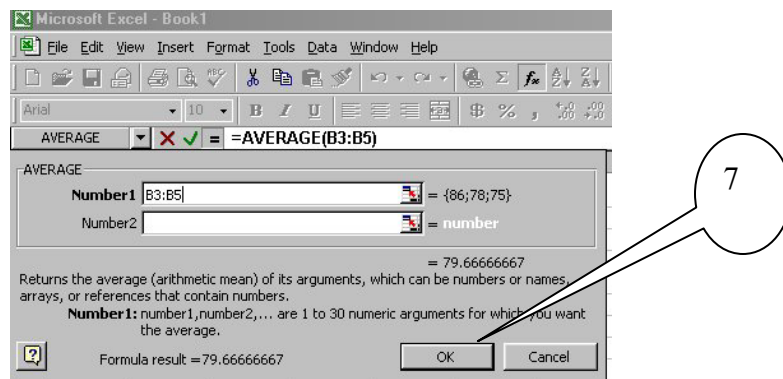 Microsoft Excel - Book1
File Edit View Insert Format Tools Data Window Help
Arial 10 B I U $ % , .00 .00
AVERAGE = =AVERAGE(B3:B5)
AVERAGE
Number1 B3:B5 = {86;78;75}
Number2 = number
= 79.66666667
Returns the average (arithmetic mean) of its arguments, which can be numbers or names,
arrays, or references that contain numbers.
Number1: number1,number2,... are 1 to 30 numeric arguments for which you want
the average.
Formula result =79.66666667 OK Cancel
7